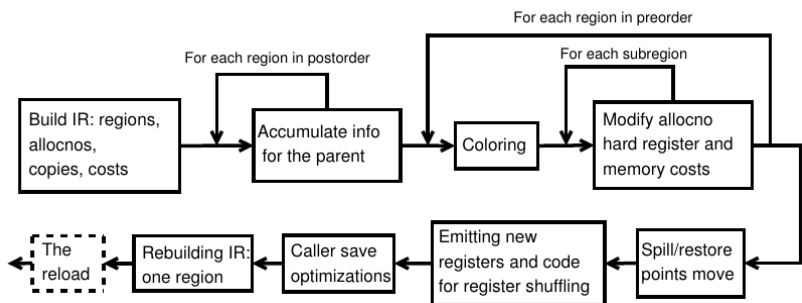 For each region in preorder
For each region in postorder
For each subregion
Build IR: regions,
allocnos,
copies, costs
Accumulate info
for the parent
Coloring
Modify allocno
hard register and
memory costs
The
reload
Rebuilding IR:
one region
Caller save
optimizations
Emitting new
registers and code
for register shuffling
Spill/restore
points move